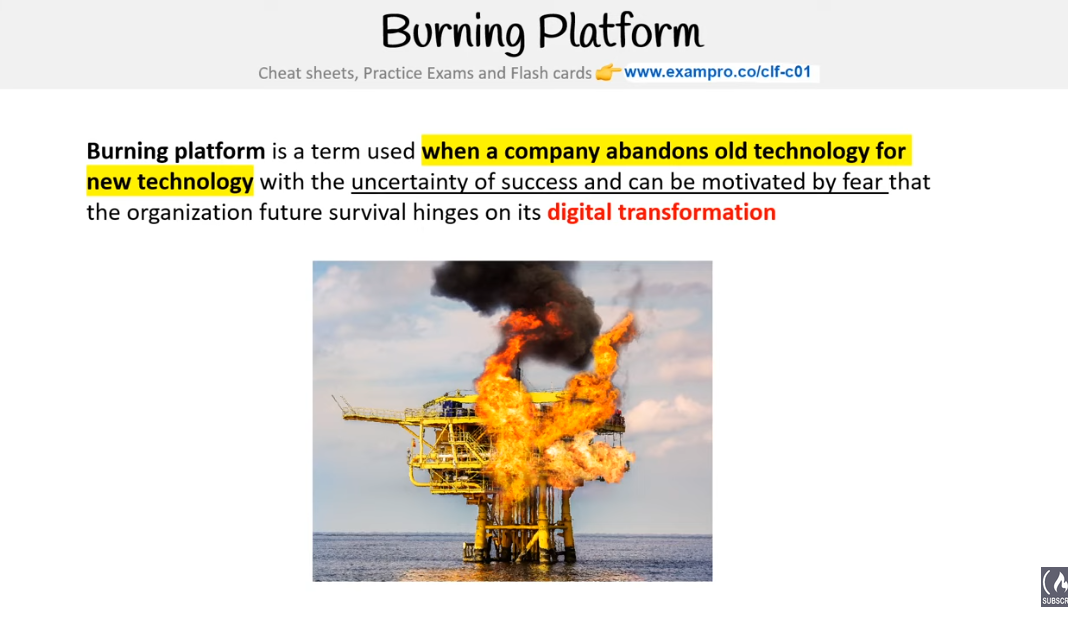 Burning Platform
Cheat sheets, Practice Exams and Flash cards 👉 www.exampro.co/clf-c01
Burning platform is a term used when a company abandons old technology for
new technology with the uncertainty of success and can be motivated by fear that
the organization future survival hinges on its digital transformation
SUBSCR